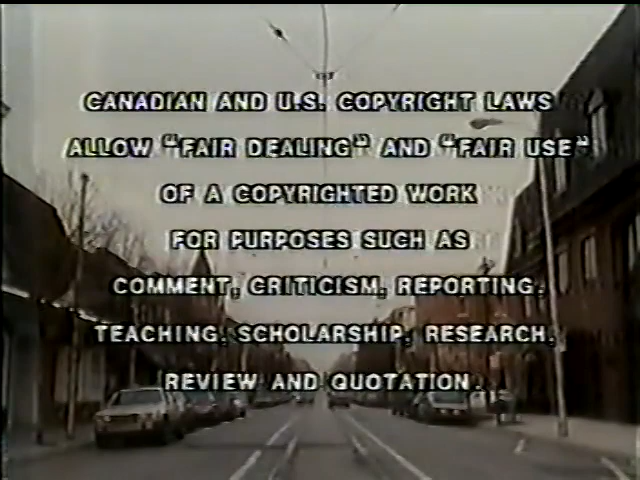 CANADIAN AND U.S. COPYRIGHT LAWS
ALLOW "FAIR DEALING" AND "FAIR USE"
OF A COPYRIGHTED WORK
FOR PURPOSES SUCH AS
COMMENT, CRITICISM, REPORTING,
TEACHING, SCHOLARSHIP, RESEARCH,
REVIEW AND QUOTATION.